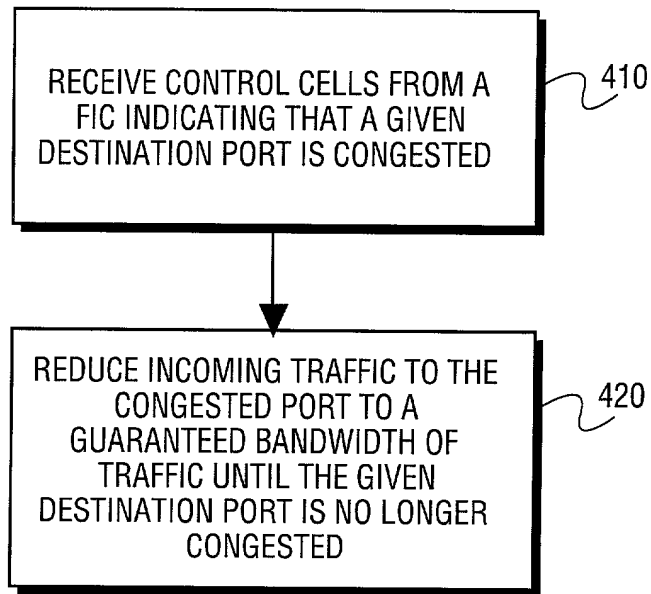 RECEIVE CONTROL CELLS FROM A
FIC INDICATING THAT A GIVEN
DESTINATION PORT IS CONGESTED
410
REDUCE INCOMING TRAFFIC TO THE
CONGESTED PORT TO A
GUARANTEED BANDWIDTH OF
TRAFFIC UNTIL THE GIVEN
DESTINATION PORT IS NO LONGER
CONGESTED
420